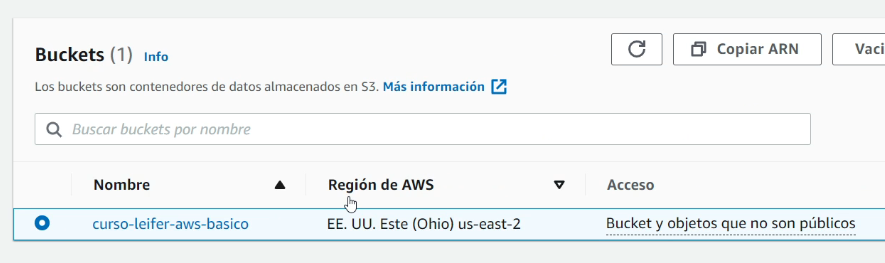 Buckets (1) Info
Copiar ARN
Vaci
Los buckets son contenedores de datos almacenados en S3. Más información
Buscar buckets por nombre
Nombre Región de AWS Acceso
curso-leifer-aws-basico EE. UU. Este (Ohio) us-east-2 Bucket y objetos que no son públicos